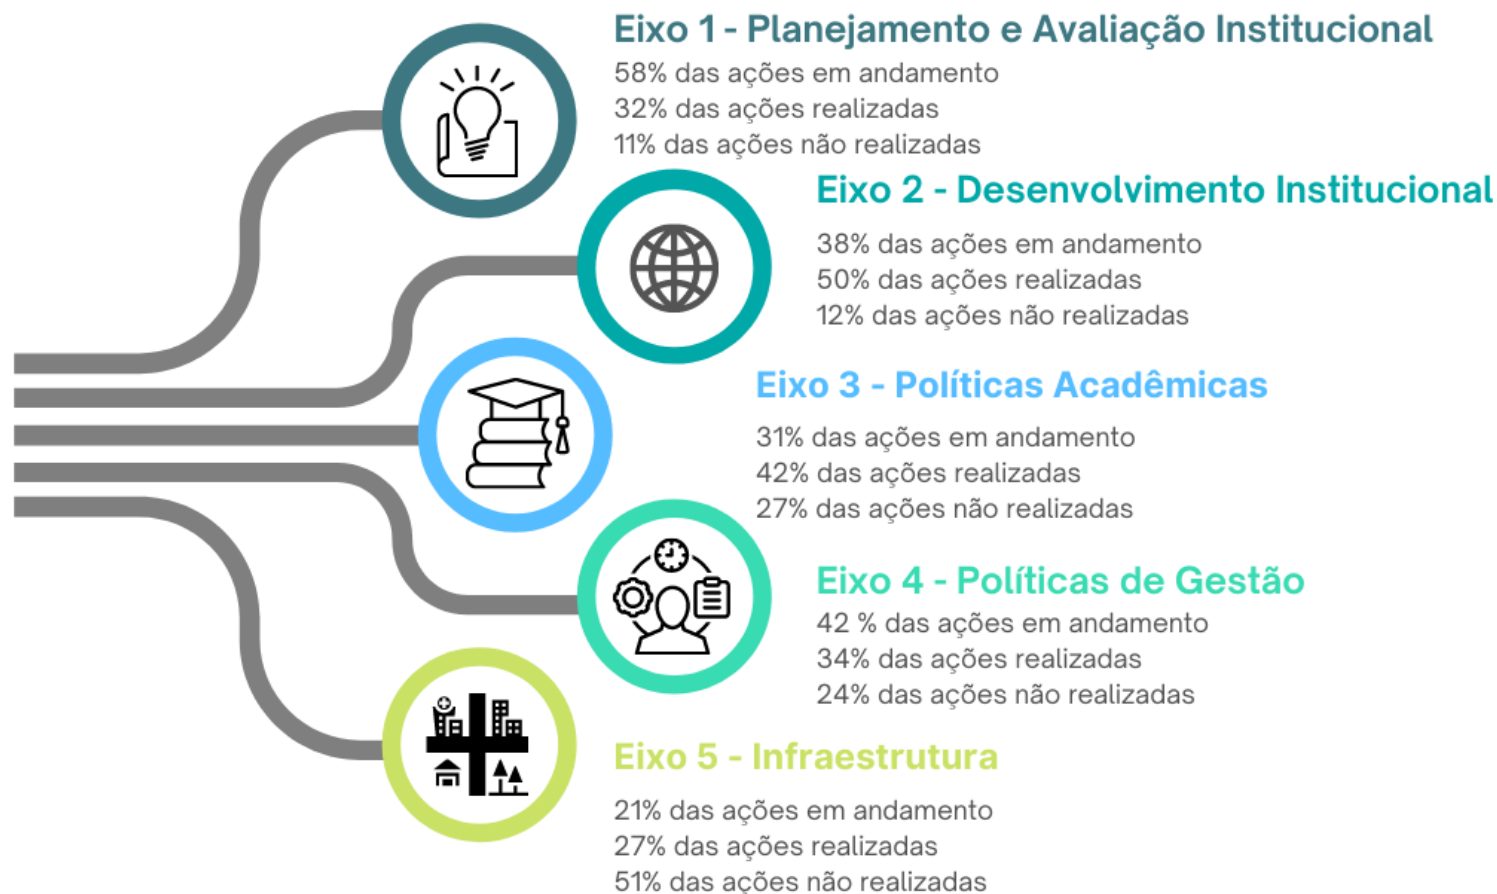 Eixo 1 - Planejamento e Avaliação Institucional
58% das ações em andamento
32% das ações realizadas
11% das ações não realizadas
Eixo 2 - Desenvolvimento Institucional
38% das ações em andamento
50% das ações realizadas
12% das ações não realizadas
Eixo 3 - Políticas Acadêmicas
31% das ações em andamento
42% das ações realizadas
27% das ações não realizadas
Eixo 4 - Políticas de Gestão
42 % das ações em andamento
34% das ações realizadas
24% das ações não realizadas
Eixo 5 - Infraestrutura
21% das ações em andamento
27% das ações realizadas
51% das ações não realizadas